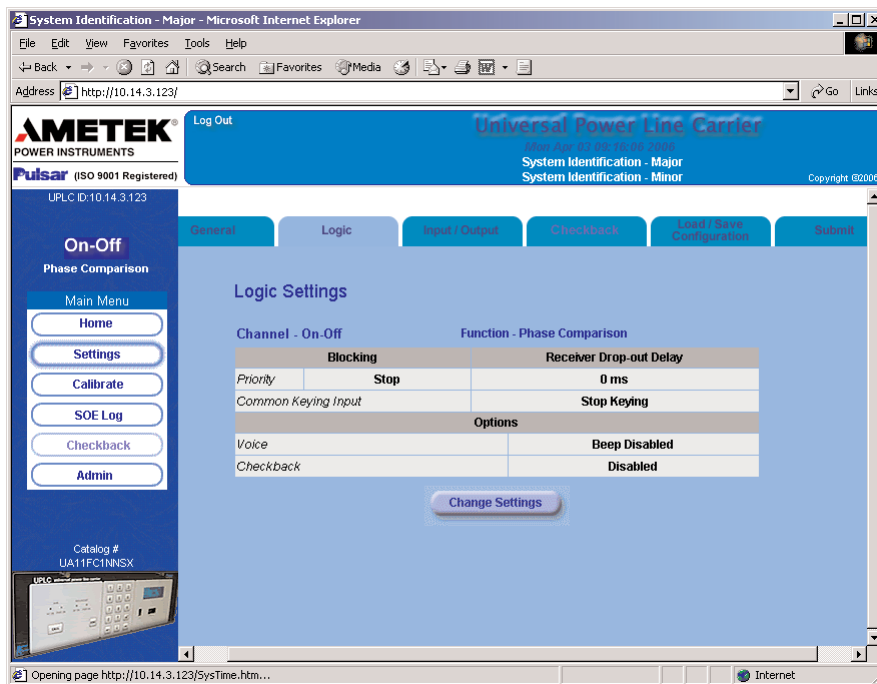 System Identification - Major - Microsoft Internet Explorer
File Edit View Favorites Tools Help
Back Search Favorites Media
Address http://10.14.3.123/ Go Links
AMETEK®
POWER INSTRUMENTS
Pulsar (ISO 9001 Registered)
Log Out
Universal Power Line Carrier
Mon Apr 03 09:16:06 2006
System Identification - Major
System Identification - Minor
Copyright ©2006
UPLC ID:10.14.3.123
On-Off
Phase Comparison
Main Menu
Home
Settings
Calibrate
SOE Log
Checkback
Admin
Catalog #
UA11FC1NNSX
UPLC universal power line carrier
General Logic Input / Output Checkback Load / Save Configuration Submit
Logic Settings
Channel - On-Off Function - Phase Comparison
Blocking Receiver Drop-out Delay
Priority Stop 0 ms
Common Keying Input Stop Keying
Options
Voice Beep Disabled
Checkback Disabled
Change Settings
Opening page http://10.14.3.123/SysTime.htm... Internet